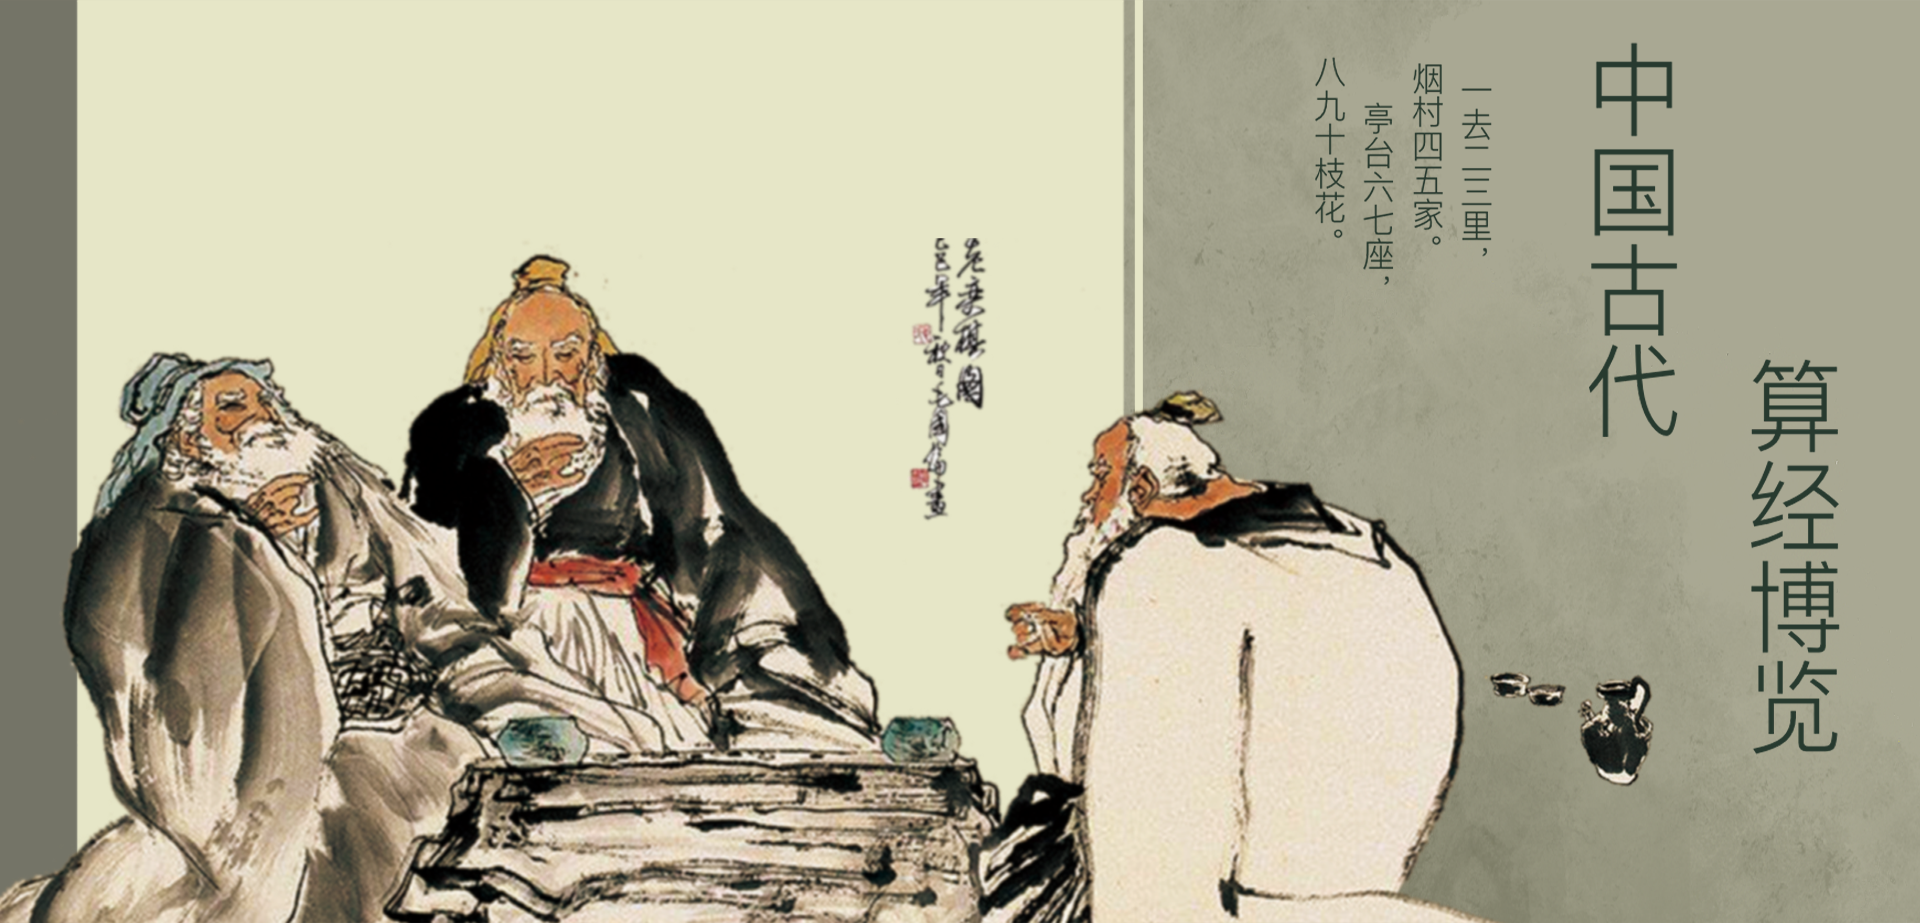 中国古代
算经博览
一去二三里，
烟村四五家。
亭台六七座，
八九十枝花。